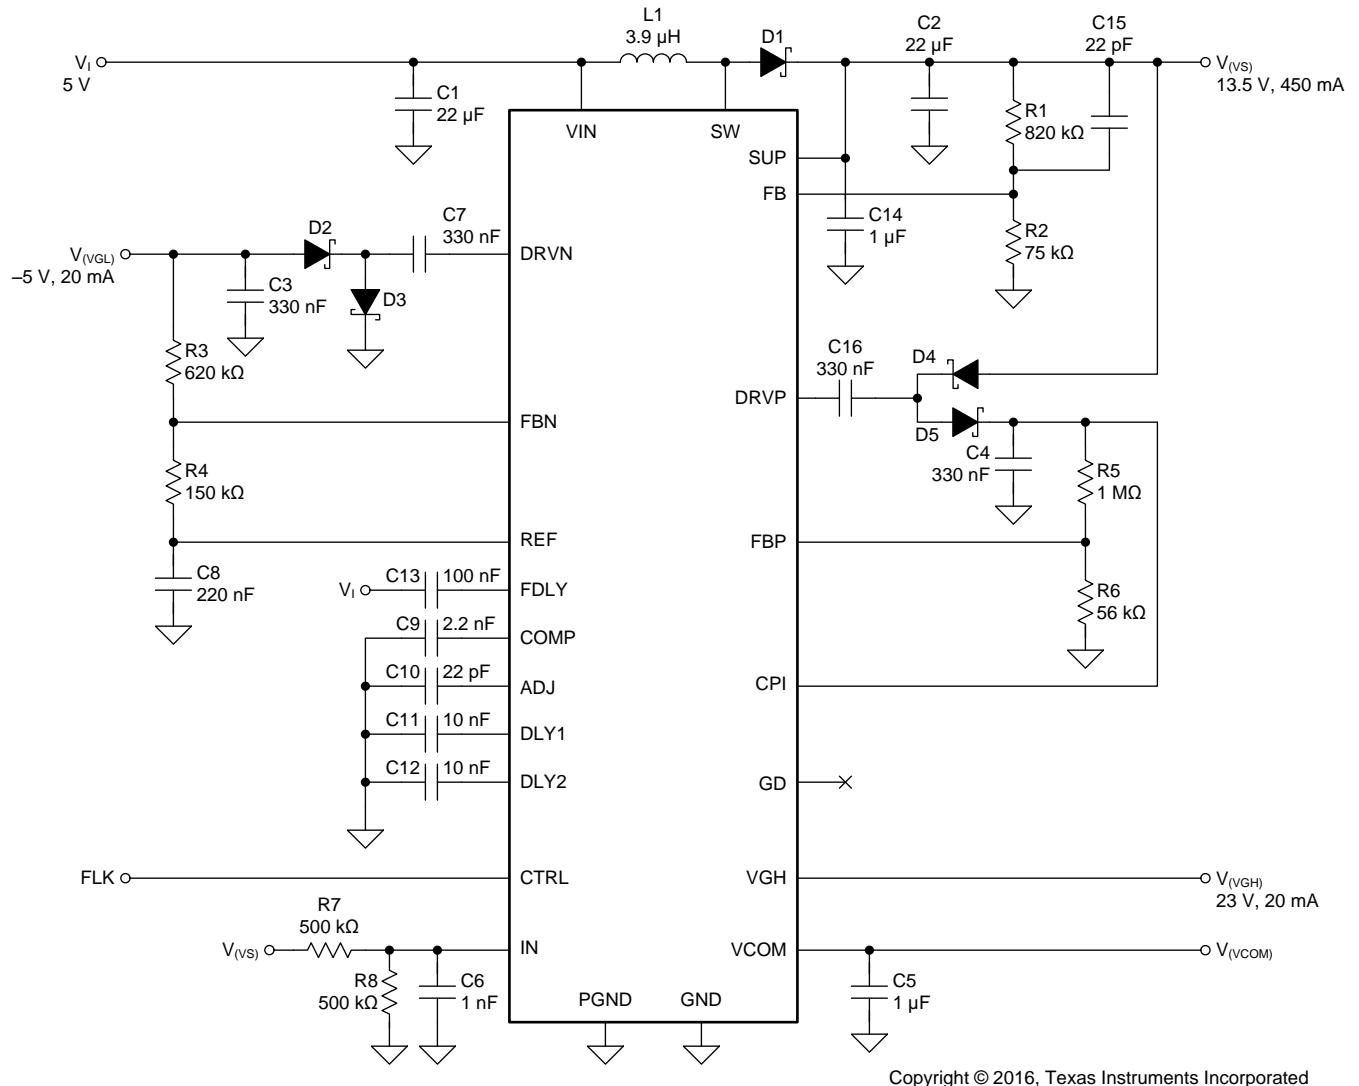 L1
3.9 µH
D1
C2
22 µF
C15
22 pF
VI
5 V
V(VS)
13.5 V, 450 mA
C1
22 µF
R1
820 kΩ
VIN
SW
SUP
FB
C14
1 µF
R2
75 kΩ
C7
330 nF
D2
V(VGL)
–5 V, 20 mA
DRVN
C3
330 nF
D3
R3
620 kΩ
C16
330 nF
D4
DRVP
D5
FBN
C4
330 nF
R5
1 MΩ
R4
150 kΩ
REF
FBP
C8
220 nF
VI
C13
100 nF
FDLY
R6
56 kΩ
C9
2.2 nF
COMP
C10
22 pF
ADJ
CPI
C11
10 nF
DLY1
C12
10 nF
DLY2
GD
FLK
CTRL
VGH
V(VGH)
23 V, 20 mA
R7
500 kΩ
V(VS)
IN
VCOM
V(VCOM)
R8
500 kΩ
C6
1 nF
PGND
GND
C5
1 µF
Copyright © 2016, Texas Instruments Incorporated